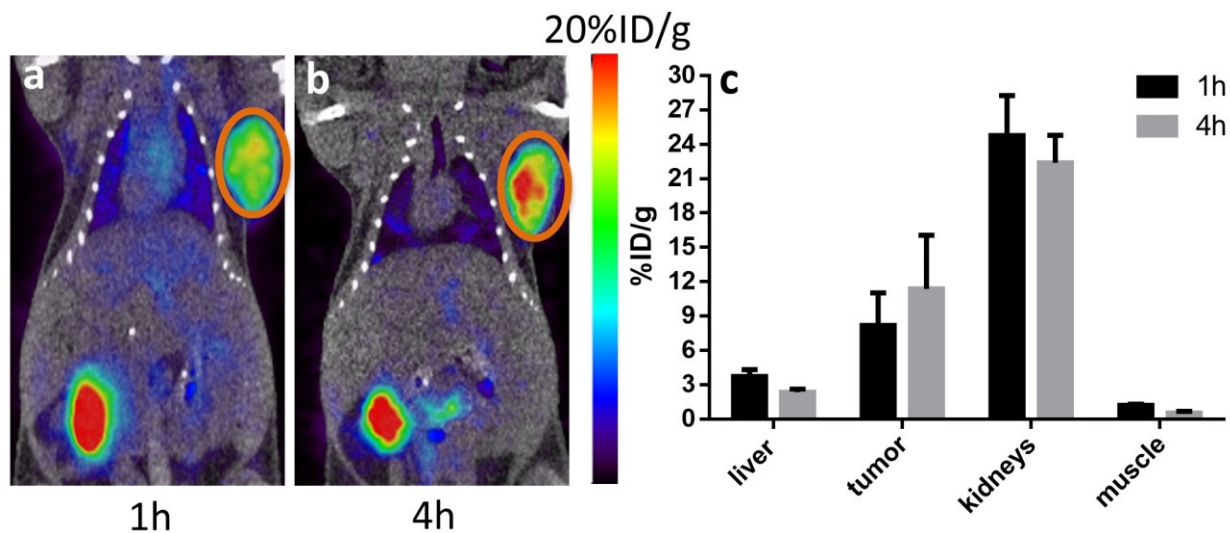 20%ID/g
a
b
c
1h
4h
%ID/g
30
27
24
21
18
15
12
9
6
3
0
1h
4h
liver
tumor
kidneys
muscle